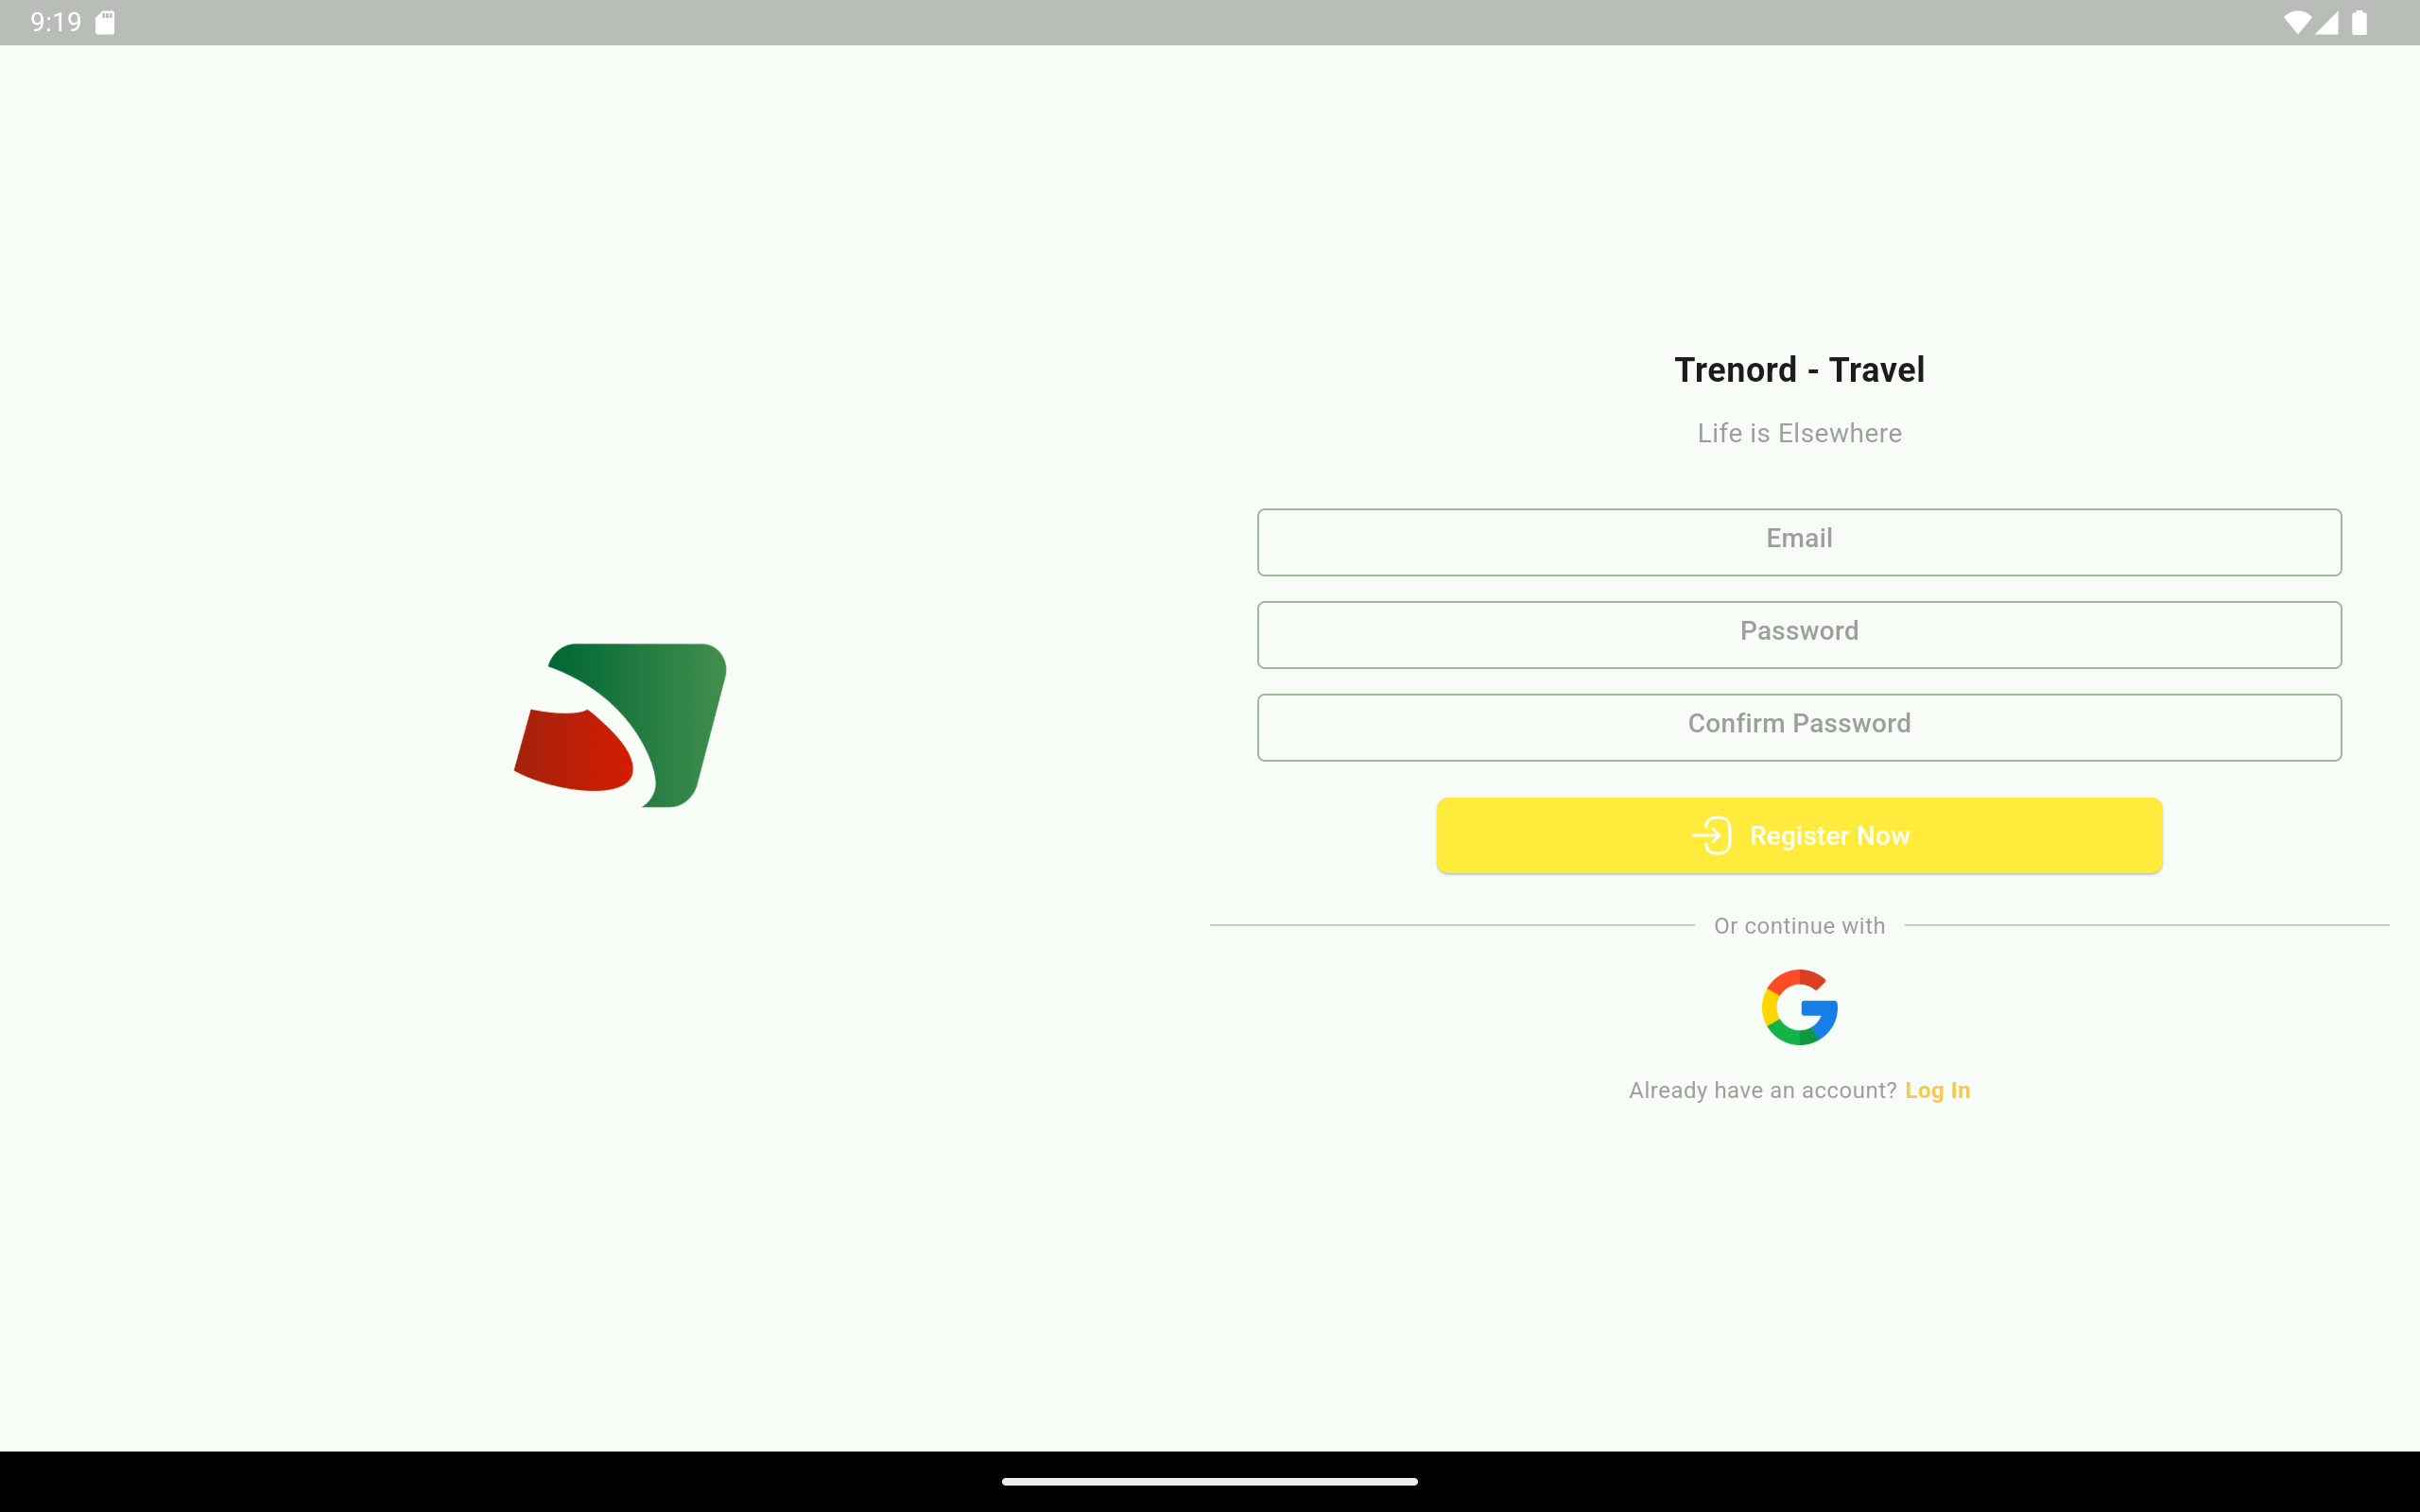 9:19
Trenord - Travel
Life is Elsewhere
Email
Password
Confirm Password
Register Now
Or continue with
Already have an account? Log In